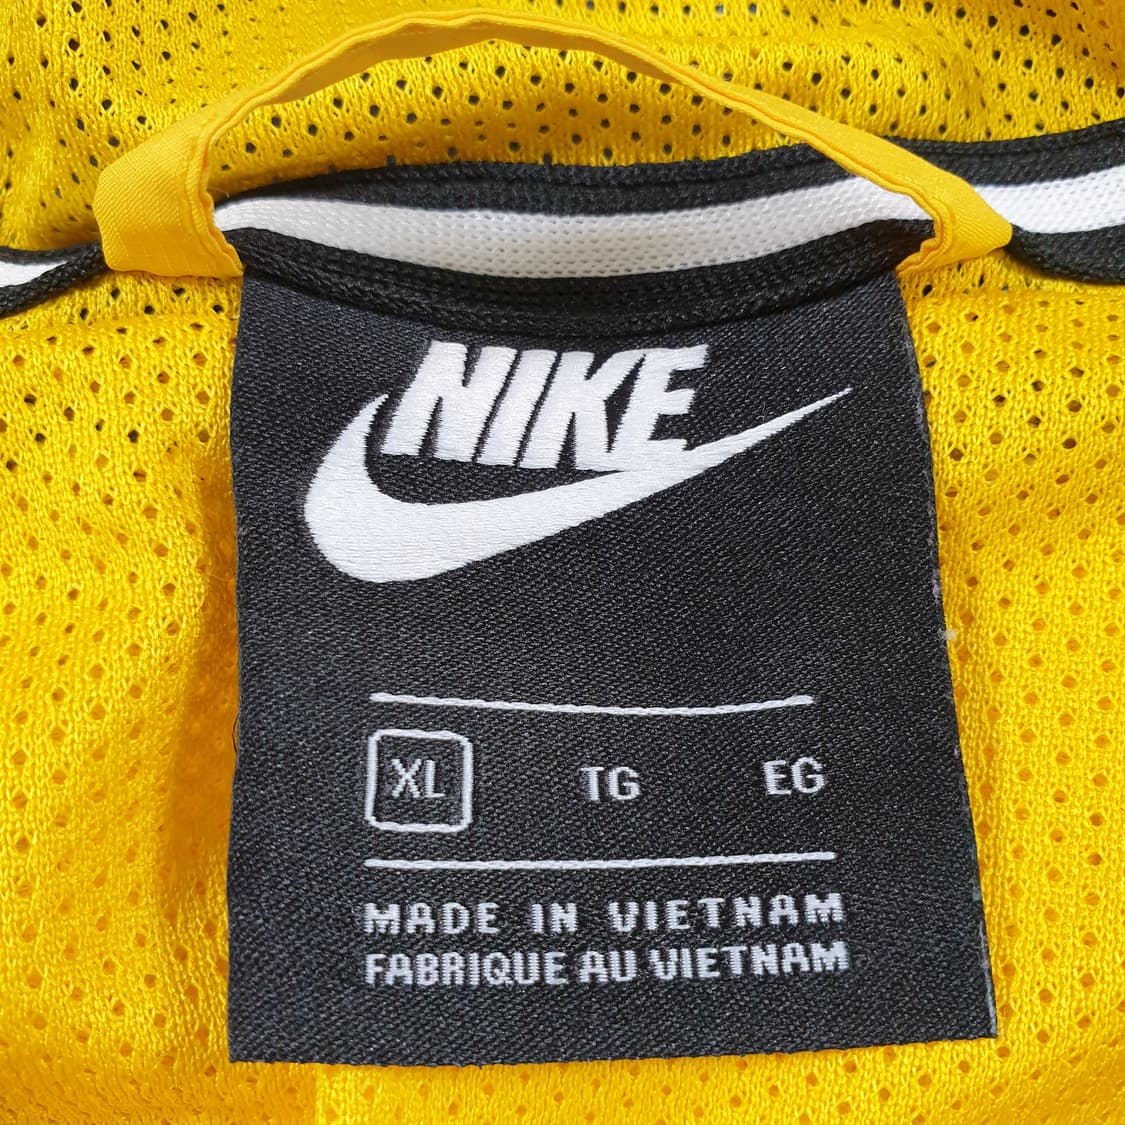 NIKE
XL TG EG
MADE IN VIETNAM
FABRIQUE AU VIETNAM